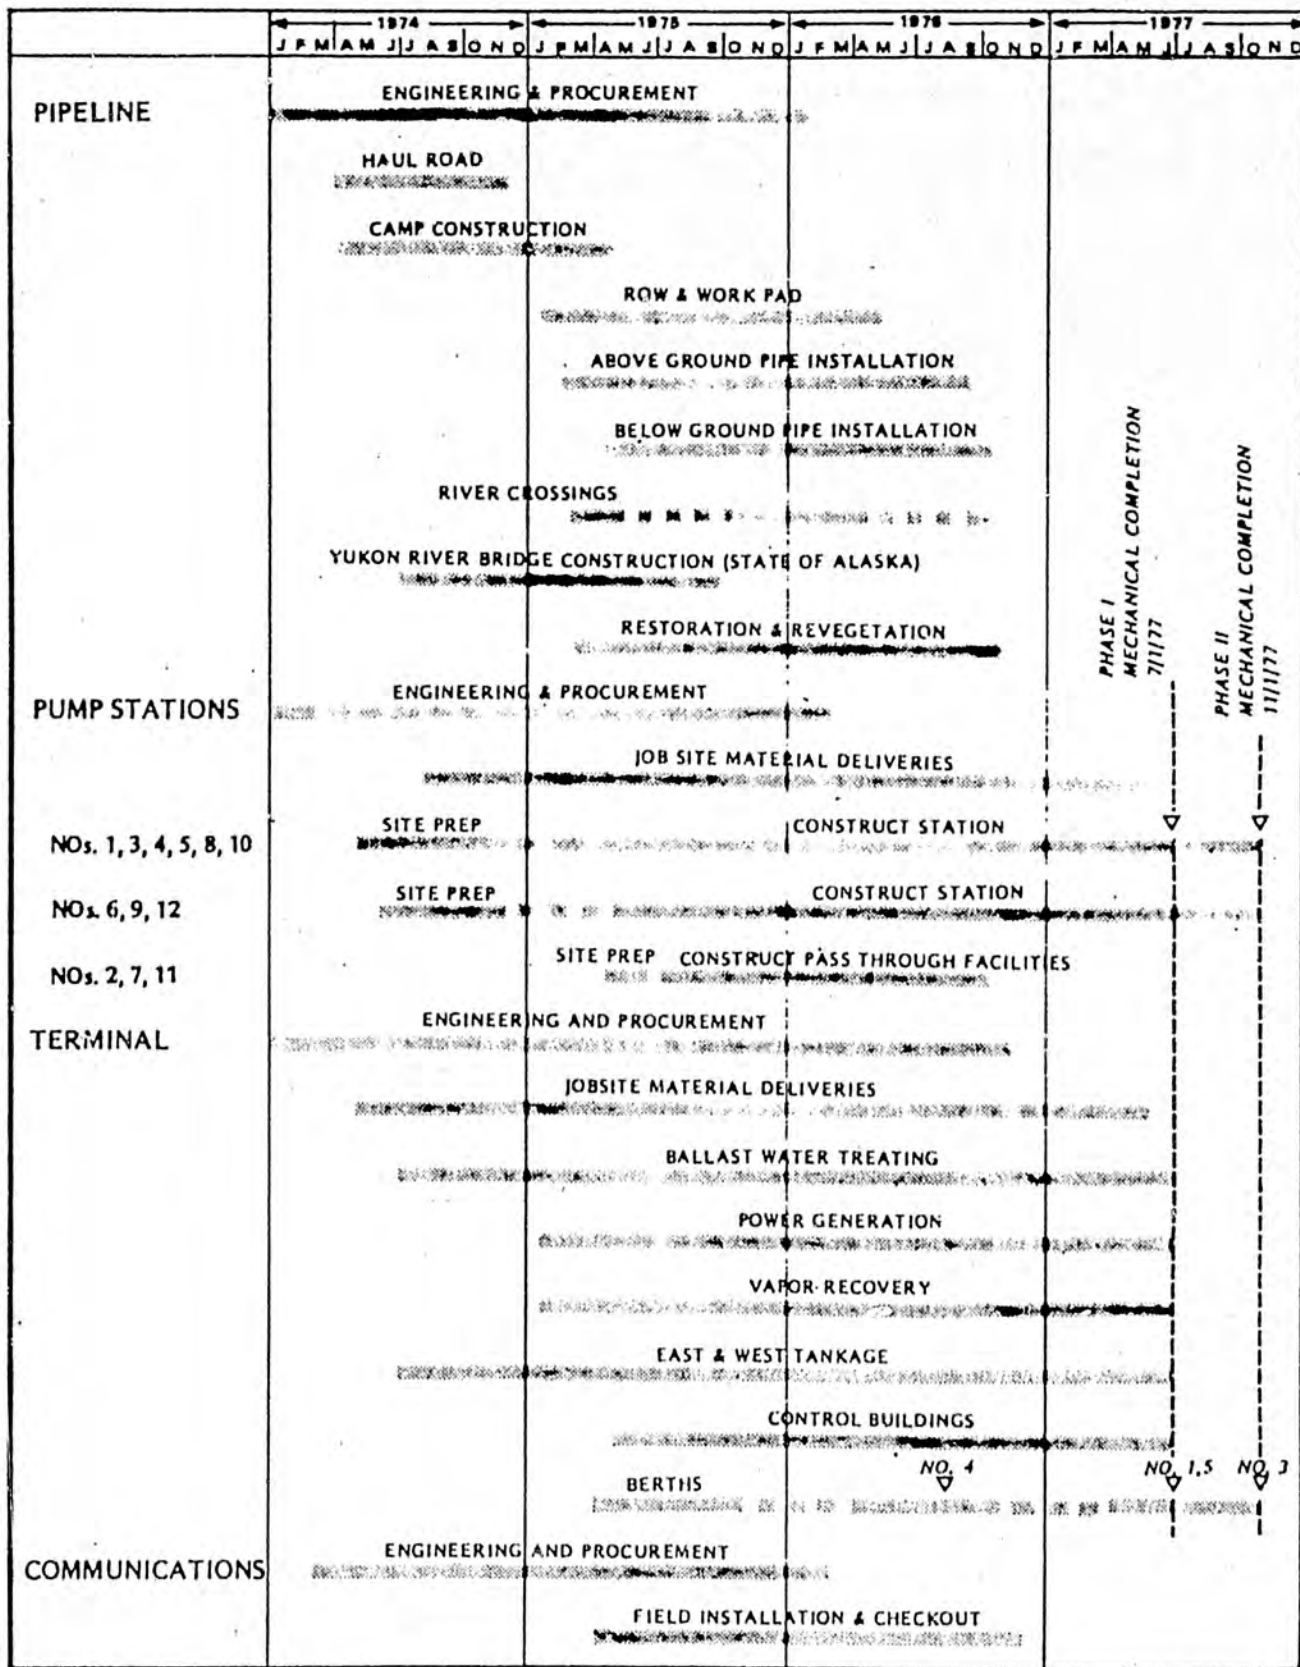 1974 1975 1976 1977
J F M A M J J A S O N D J F M A M J J A S O N D J F M A M J J A S O N D J F M A M J J A S O N D
PIPELINE
ENGINEERING & PROCUREMENT
HAUL ROAD
CAMP CONSTRUCTION
ROW & WORK PAD
ABOVE GROUND PIPE INSTALLATION
BELOW GROUND PIPE INSTALLATION
RIVER CROSSINGS
YUKON RIVER BRIDGE CONSTRUCTION (STATE OF ALASKA)
RESTORATION & REVEGETATION
PHASE I
MECHANICAL COMPLETION
7/1/77
PHASE II
MECHANICAL COMPLETION
11/1/77
PUMP STATIONS
ENGINEERING & PROCUREMENT
JOB SITE MATERIAL DELIVERIES
NOs. 1, 3, 4, 5, 8, 10
SITE PREP CONSTRUCT STATION
NOs. 6, 9, 12
SITE PREP CONSTRUCT STATION
NOs. 2, 7, 11
SITE PREP CONSTRUCT PASS THROUGH FACILITIES
TERMINAL
ENGINEERING AND PROCUREMENT
JOBSITE MATERIAL DELIVERIES
BALLAST WATER TREATING
POWER GENERATION
VAPOR RECOVERY
EAST & WEST TANKAGE
CONTROL BUILDINGS
NO. 4 NO. 1,5 NO. 3
BERTHS
COMMUNICATIONS
ENGINEERING AND PROCUREMENT
FIELD INSTALLATION & CHECKOUT